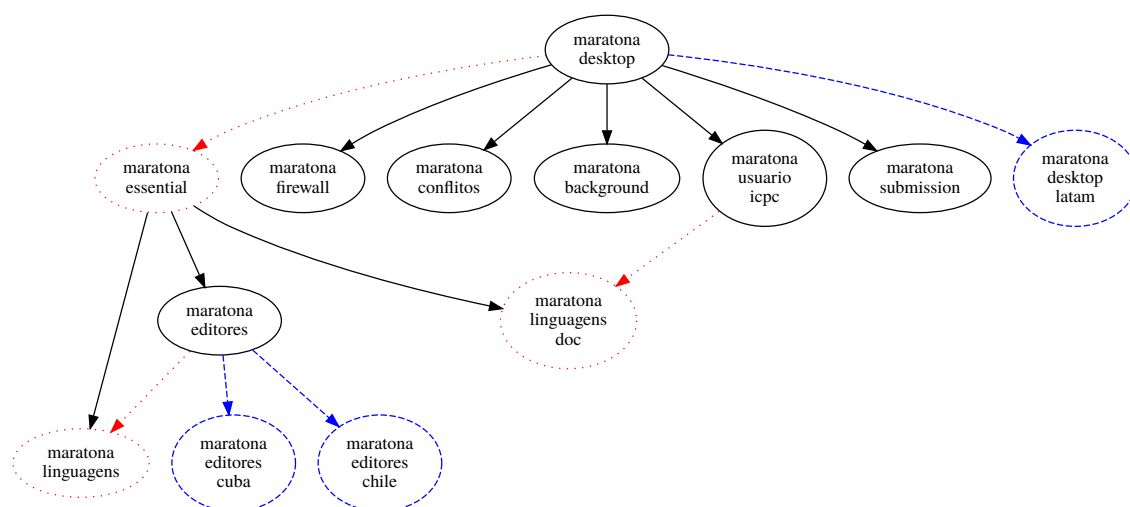 maratona
desktop
maratona
essential
maratona
firewall
maratona
conflitos
maratona
background
maratona
usuario
icpc
maratona
submission
maratona
desktop
latam
maratona
editores
maratona
linguagens
doc
maratona
linguagens
maratona
editores
cuba
maratona
editores
chile